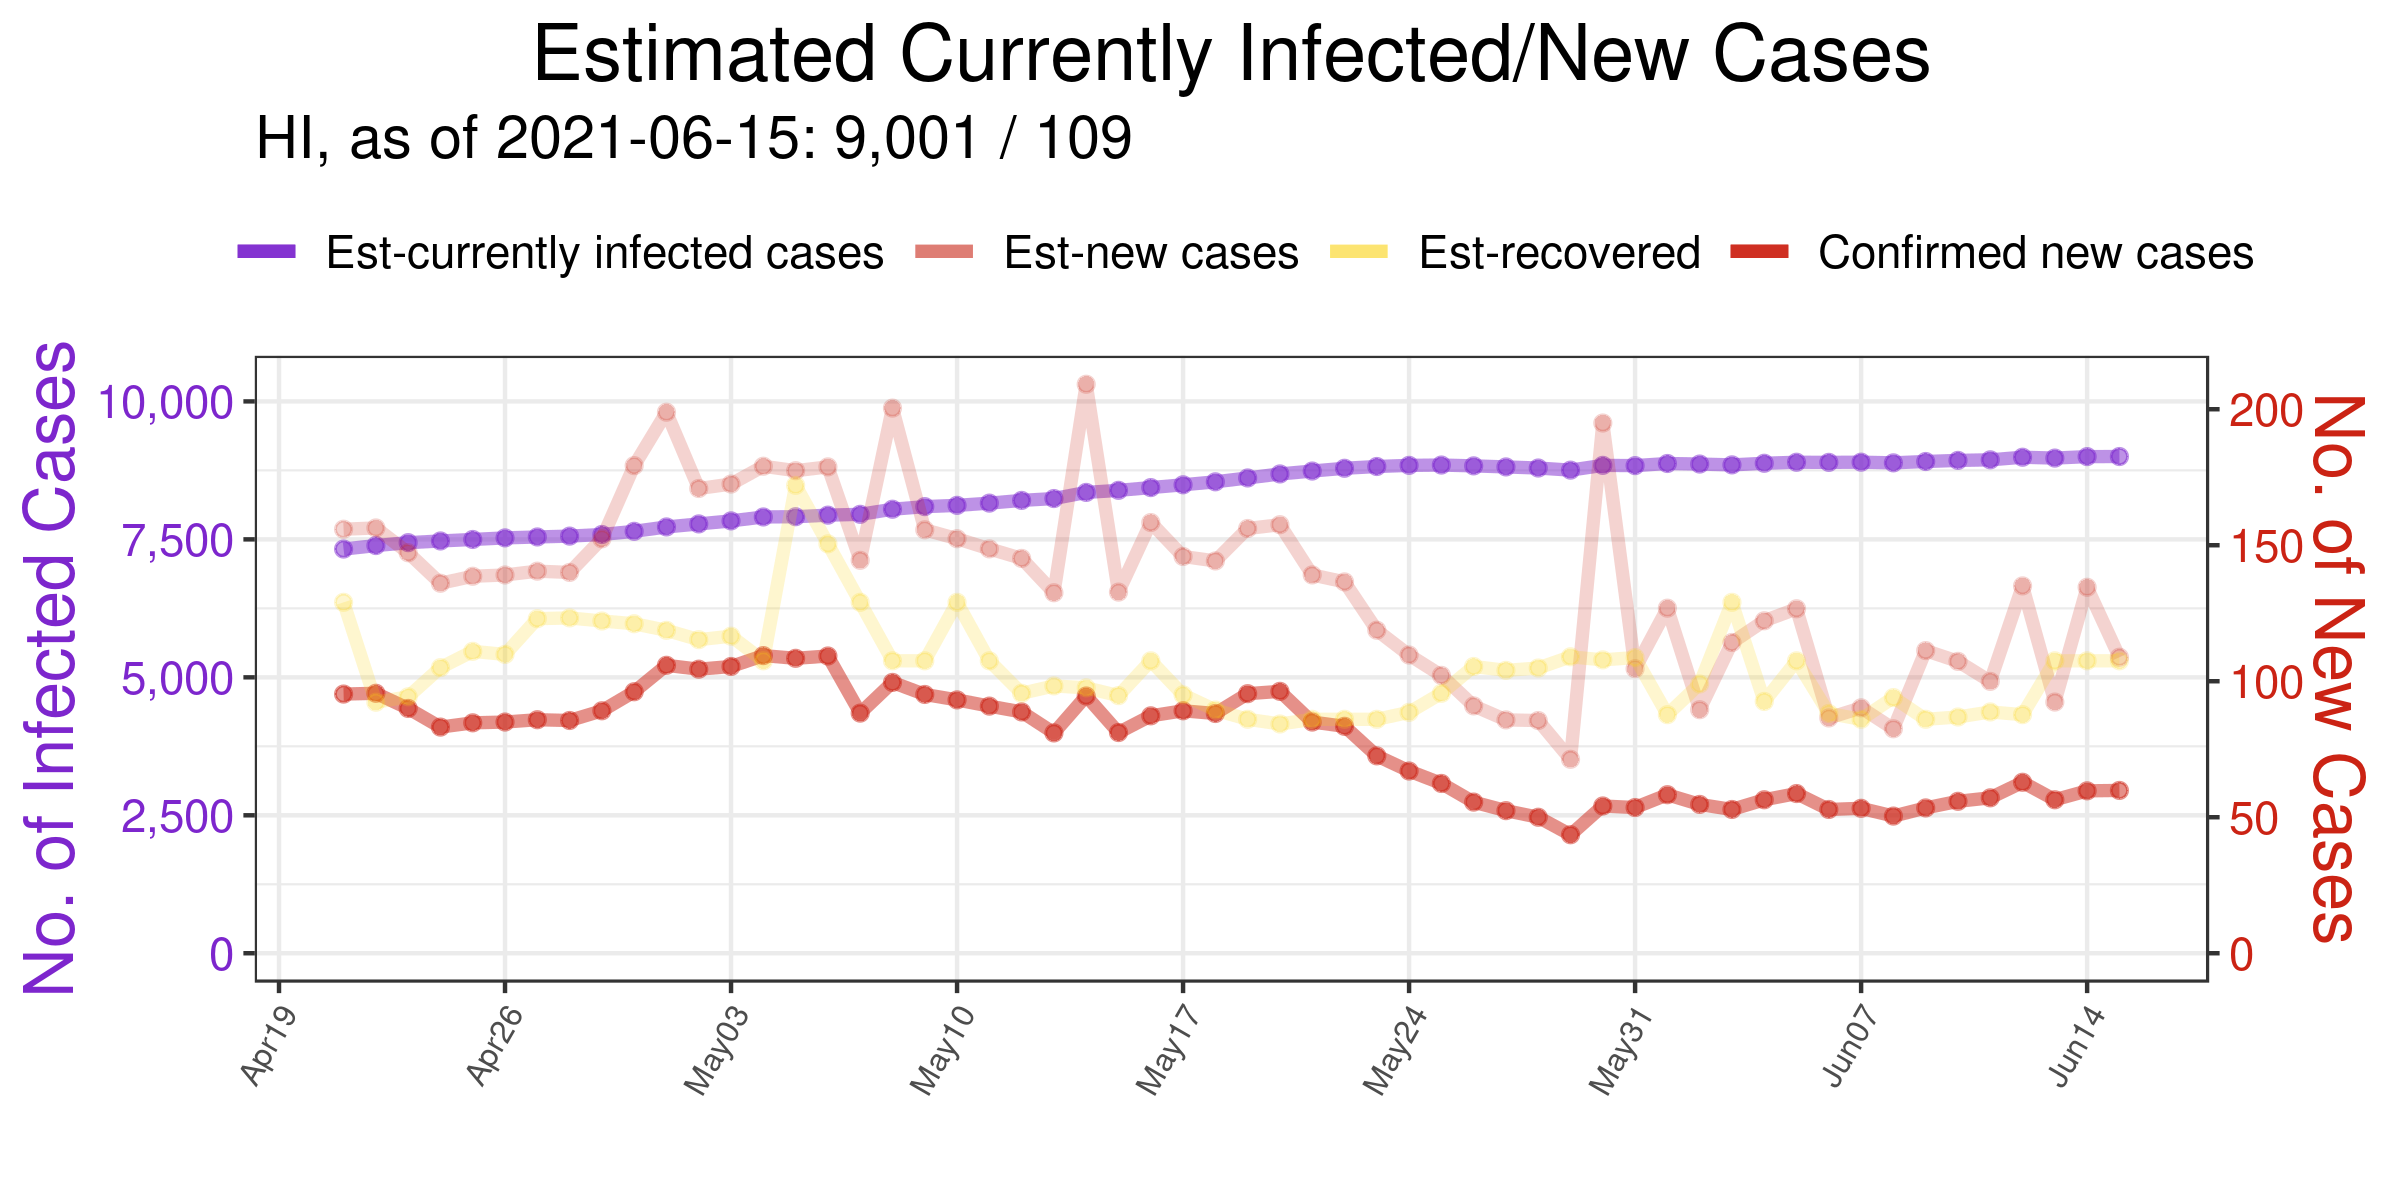 Estimated Currently Infected/New Cases
HI, as of 2021-06-15: 9,001 / 109
Est-currently infected cases Est-new cases Est-recovered Confirmed new cases
No. of Infected Cases
10,000
7,500
5,000
2,500
0
200
150
100
50
0
No. of New Cases
Apr19 Apr26 May03 May10 May17 May24 May31 Jun07 Jun14